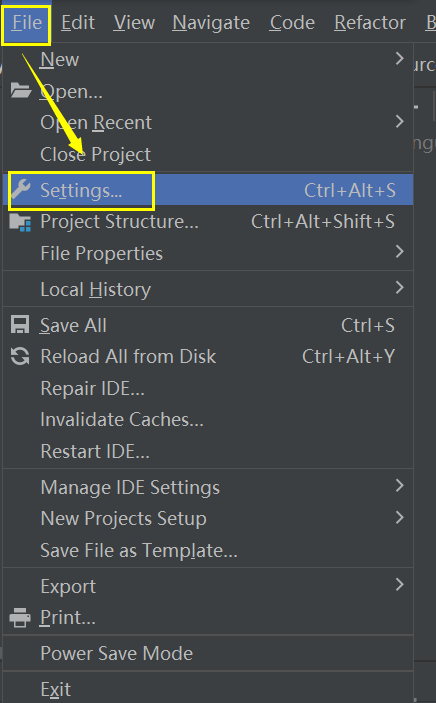 File Edit View Navigate Code Refactor
New
Open...
Open Recent
Close Project
Settings... Ctrl+Alt+S
Project Structure... Ctrl+Alt+Shift+S
File Properties
Local History
Save All Ctrl+S
Reload All from Disk Ctrl+Alt+Y
Repair IDE...
Invalidate Caches...
Restart IDE...
Manage IDE Settings
New Projects Setup
Save File as Template...
Export
Print...
Power Save Mode
Exit